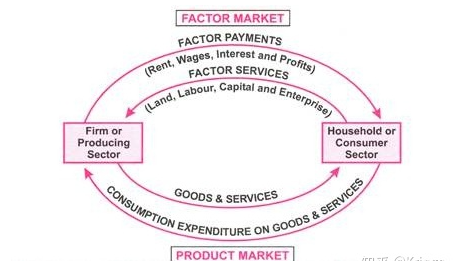 FACTOR MARKET
FACTOR PAYMENTS
(Rent, Wages, Interest and Profits)
FACTOR SERVICES
(Land, Labour, Capital and Enterprise)
Firm or
Producing
Sector
Household or
Consumer
Sector
GOODS & SERVICES
CONSUMPTION EXPENDITURE ON GOODS & SERVICES
PRODUCT MARKET